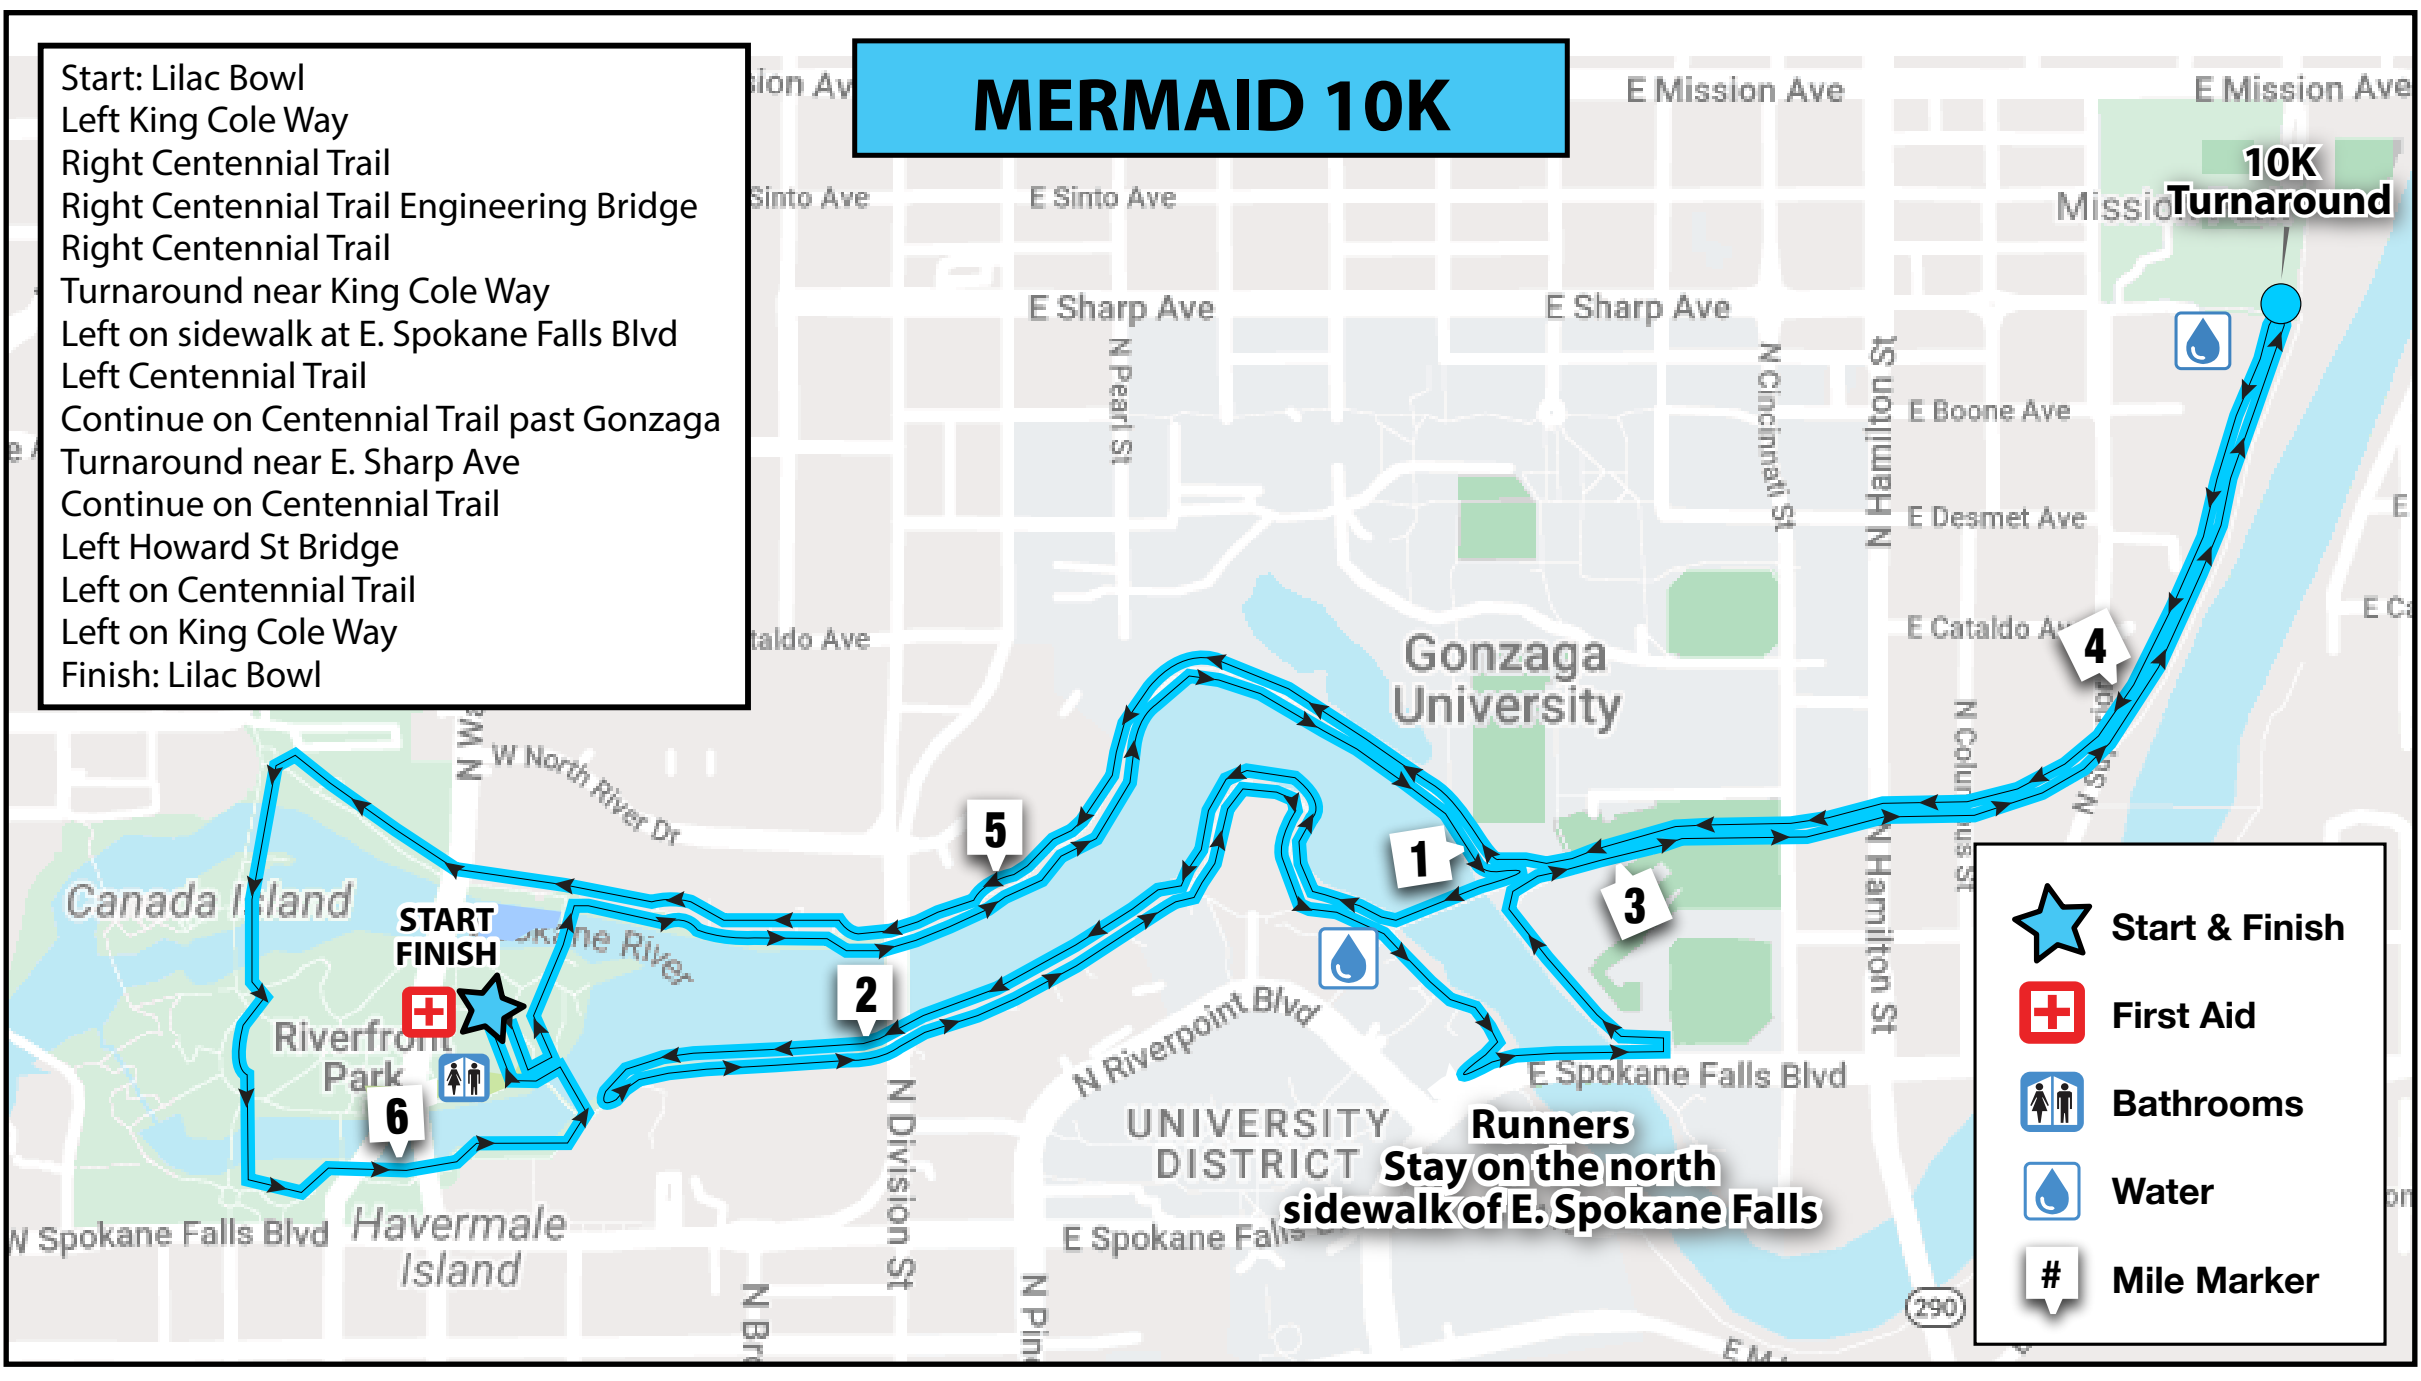 Start: Lilac Bowl
Left King Cole Way
Right Centennial Trail
Right Centennial Trail Engineering Bridge
Right Centennial Trail
Turnaround near King Cole Way
Left on sidewalk at E. Spokane Falls Blvd
Left Centennial Trail
Continue on Centennial Trail past Gonzaga
Turnaround near E. Sharp Ave
Continue on Centennial Trail
Left Howard St Bridge
Left on Centennial Trail
Left on King Cole Way
Finish: Lilac Bowl
MERMAID 10K
E Mission Ave
E Mission Ave
10K
Turnaround
Sinto Ave
E Sinto Ave
E Sharp Ave
E Sharp Ave
N Pearl St
N Cincinnati St
N Hamilton St
E Boone Ave
E Desmet Ave
E Cataldo
4
Gonzaga
University
W North River Dr
5
1
3
N Hamilton St
Canada Island
START
FINISH
River
2
Riverfront
Park
6
N Riverpoint Blvd
E Spokane Falls Blvd
UNIVERSITY
DISTRICT
Runners
Stay on the north
sidewalk of E. Spokane Falls
N Division St
W Spokane Falls Blvd
Havermale
Island
E Spokane Falls
290
Start & Finish
First Aid
Bathrooms
Water
# Mile Marker